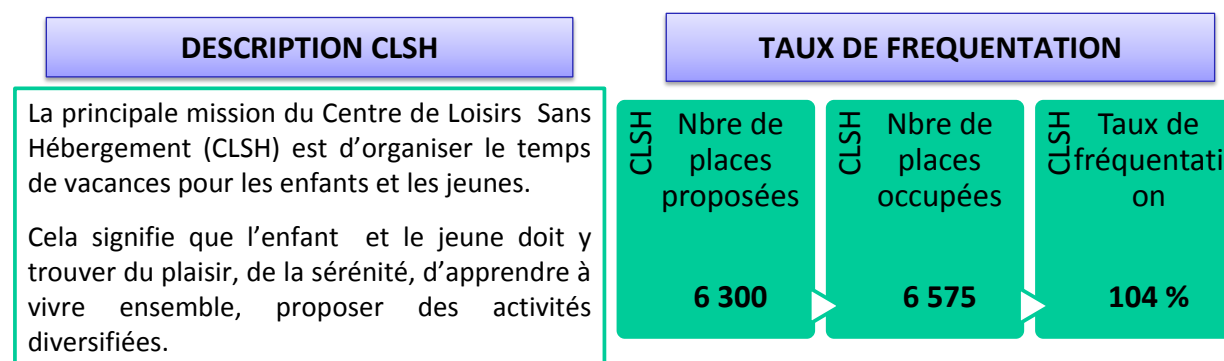 DESCRIPTION CLSH
La principale mission du Centre de Loisirs Sans
Hébergement (CLSH) est d’organiser le temps
de vacances pour les enfants et les jeunes.
Cela signifie que l’enfant et le jeune doit y
trouver du plaisir, de la sérénité, d’apprendre à
vivre ensemble, proposer des activités
diversifiées.
TAUX DE FREQUENTATION
CLSH
Nbre de
places
proposées
6 300
CLSH
Nbre de
places
occupées
6 575
CLSH
Taux de
fréquentati
on
104 %